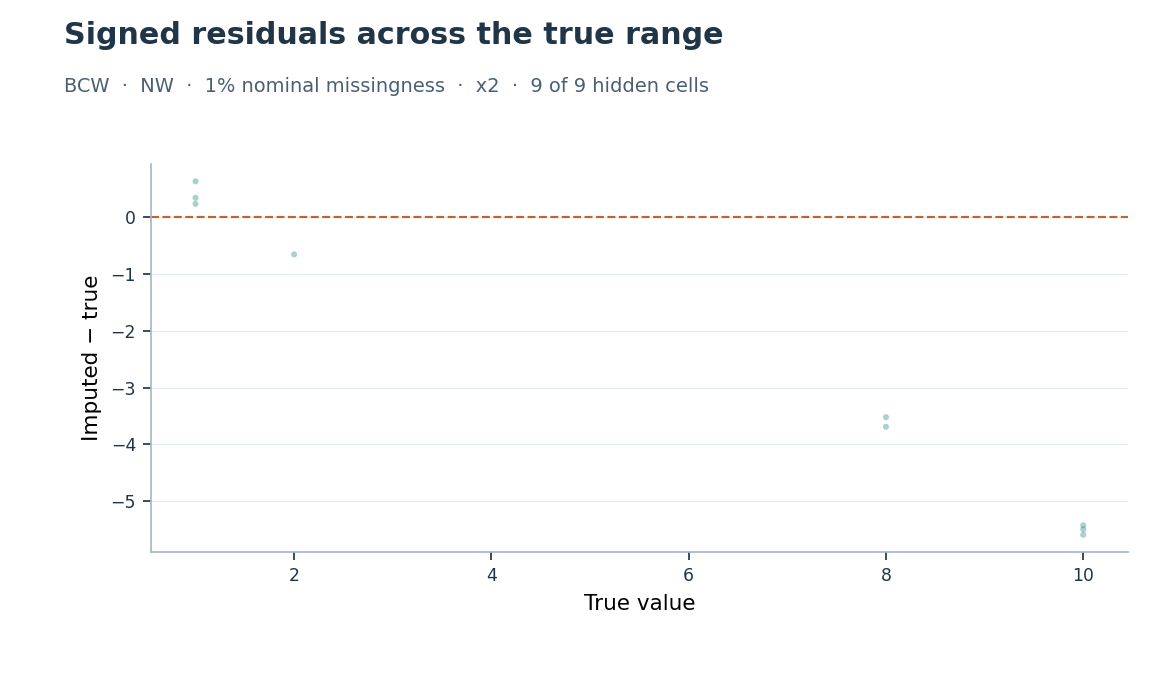 Signed residuals across the true range
BCW · NW · 1% nominal missingness · x2 · 9 of 9 hidden cells
Imputed − true
0
−1
−2
−3
−4
−5
2 4 6 8 10
True value